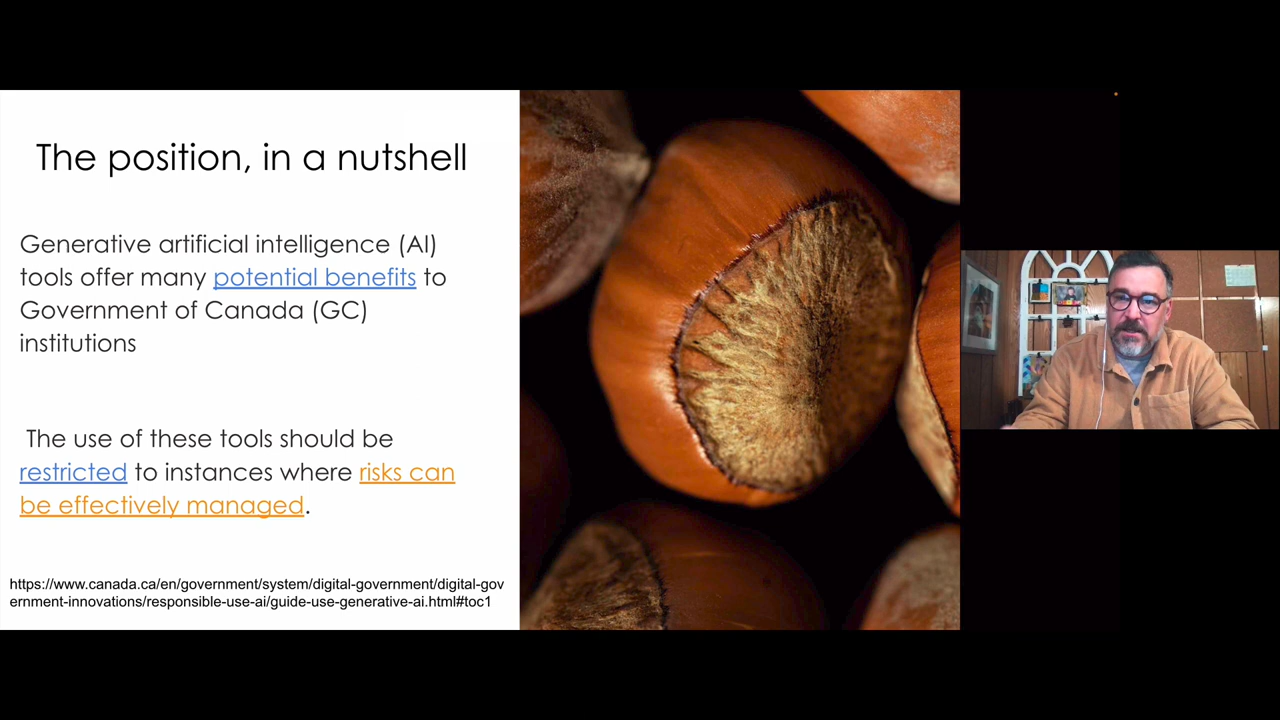 The position, in a nutshell
Generative artificial intelligence (AI)
tools offer many potential benefits to
Government of Canada (GC)
institutions
The use of these tools should be
restricted to instances where risks can
be effectively managed.
https://www.canada.ca/en/government/system/digital-government/digital-gov
ernment-innovations/responsible-use-ai/guide-use-generative-ai.html#toc1